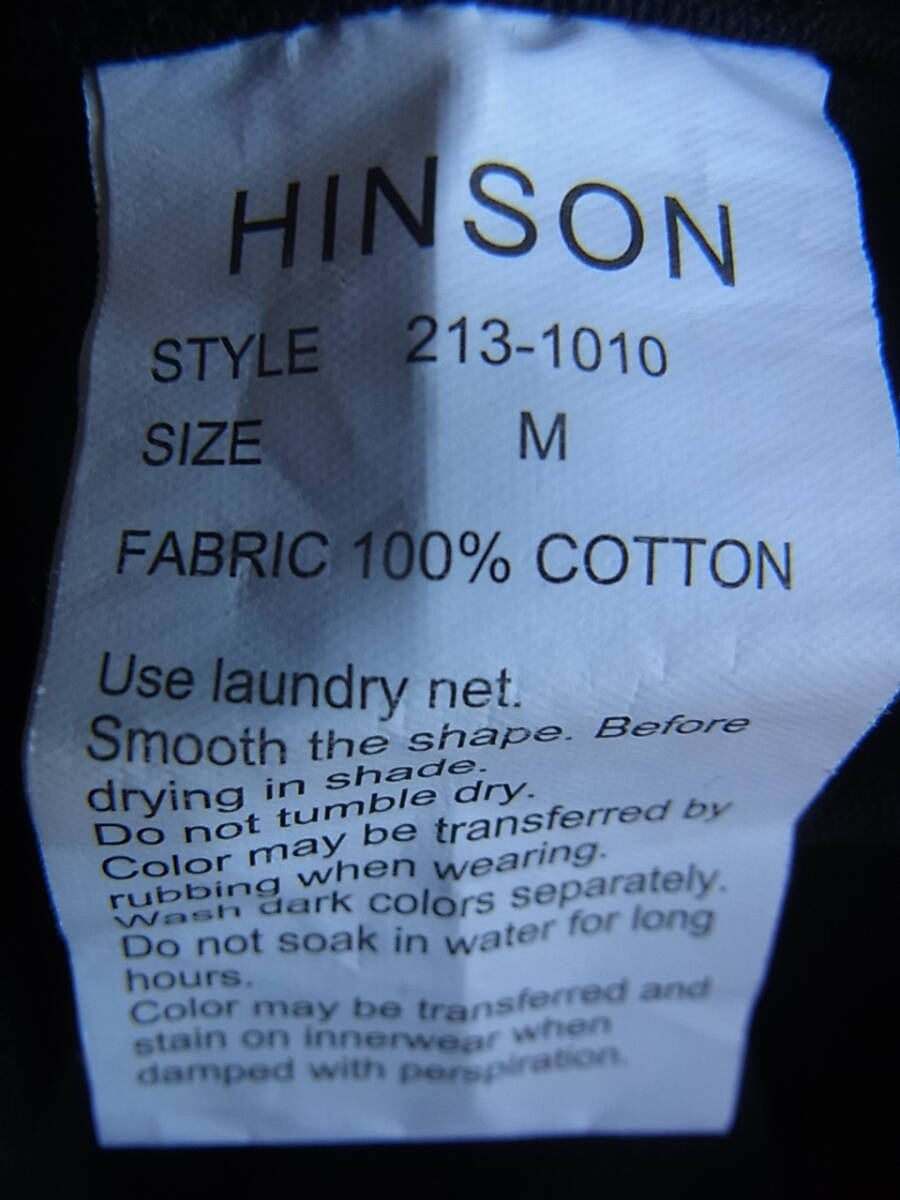 HINSON
STYLE 213-1010
SIZE M
FABRIC 100% COTTON
Use laundry net.
Smooth the shape. Before
drying in shade.
Do not tumble dry.
Color may be transferred by
rubbing when wearing.
Wash dark colors separately.
Do not soak in water for long
hours.
Color may be transferred and
stain on innerwear when
damped with perspiration.